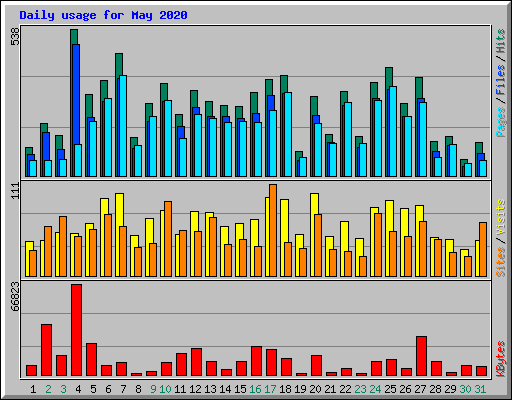 Daily usage for May 2020
538
Pages / Files / Hits
111
Sites / Visits
66823
KBytes
1 2 3 4 5 6 7 8 9 10 11 12 13 14 15 16 17 18 19 20 21 22 23 24 25 26 27 28 29 30 31